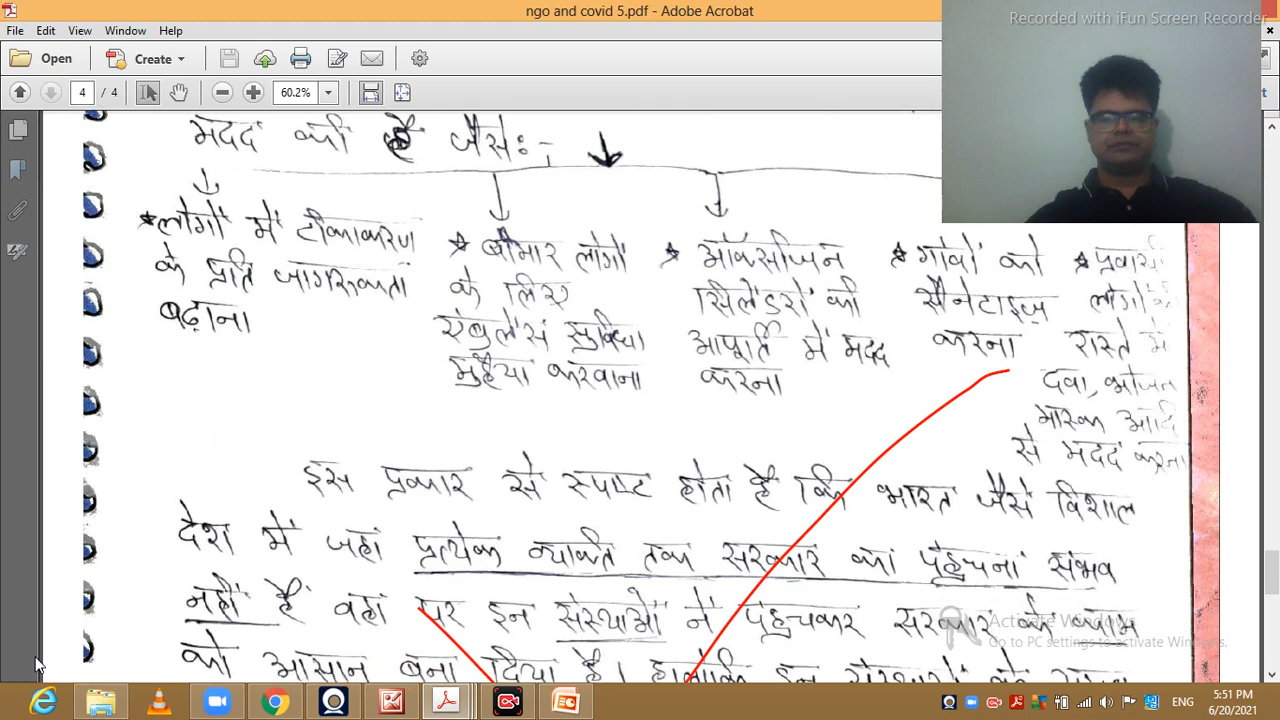 ngo and covid 5.pdf - Adobe Acrobat
Recorded with iFun Screen Recorder
File Edit View Window Help
Open Create
4 / 4 60.2%
मदद की है जैसेः-
* लोगों में टीकाकरण
के प्रति जागरूकता
बढ़ाना
* बीमार लोगों
के लिए
एंबुलेंस सुविधा
मुहैया करवाना
* ऑक्सीजन
सिलेंडरों की
आपूर्ति में मदद
करना
* गांवों को
सैनेटाइज़
करना
* प्रवासी
लोगों
रास्ते में
दवा, भोजन
मास्क आदि
से मदद करना
इस प्रकार से स्पष्ट होता है कि भारत जैसे विशाल
देश में जहां प्रत्येक व्यक्ति तक सरकार का पहुंचना संभव
नहीं है वहां पर इन संस्थाओं ने पहुंचकर सरकार के काम
को आसान बना दिया है।
Activate Windows
Go to PC settings to activate Windows.
ENG 5:51 PM
6/20/2021